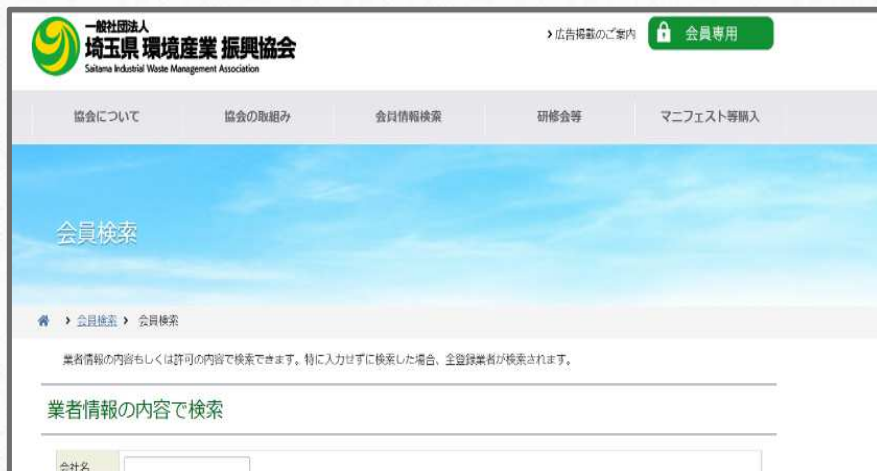 一般社団法人
埼玉県 環境産業 振興協会
Saitama Industrial Waste Management Association
› 広告掲載のご案内
会員専用
協会について 協会の取組み 会員情報検索 研修会等 マニフェスト等購入
会員検索
› 会員検索 › 会員検索
業者情報の内容もしくは許可の内容で検索できます。特に入力せずに検索した場合、全登録業者が検索されます。
業者情報の内容で検索
会社名